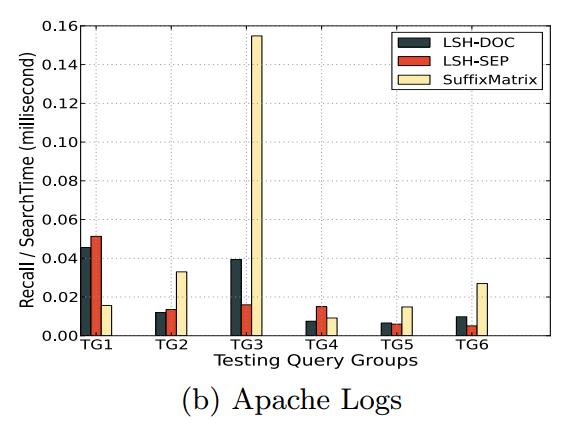 0.16
0.14
0.12
0.10
0.08
0.06
0.04
0.02
0.00
Recall / SearchTime (millisecond)
LSH-DOC
LSH-SEP
SuffixMatrix
TG1 TG2 TG3 TG4 TG5 TG6
Testing Query Groups
(b) Apache Logs